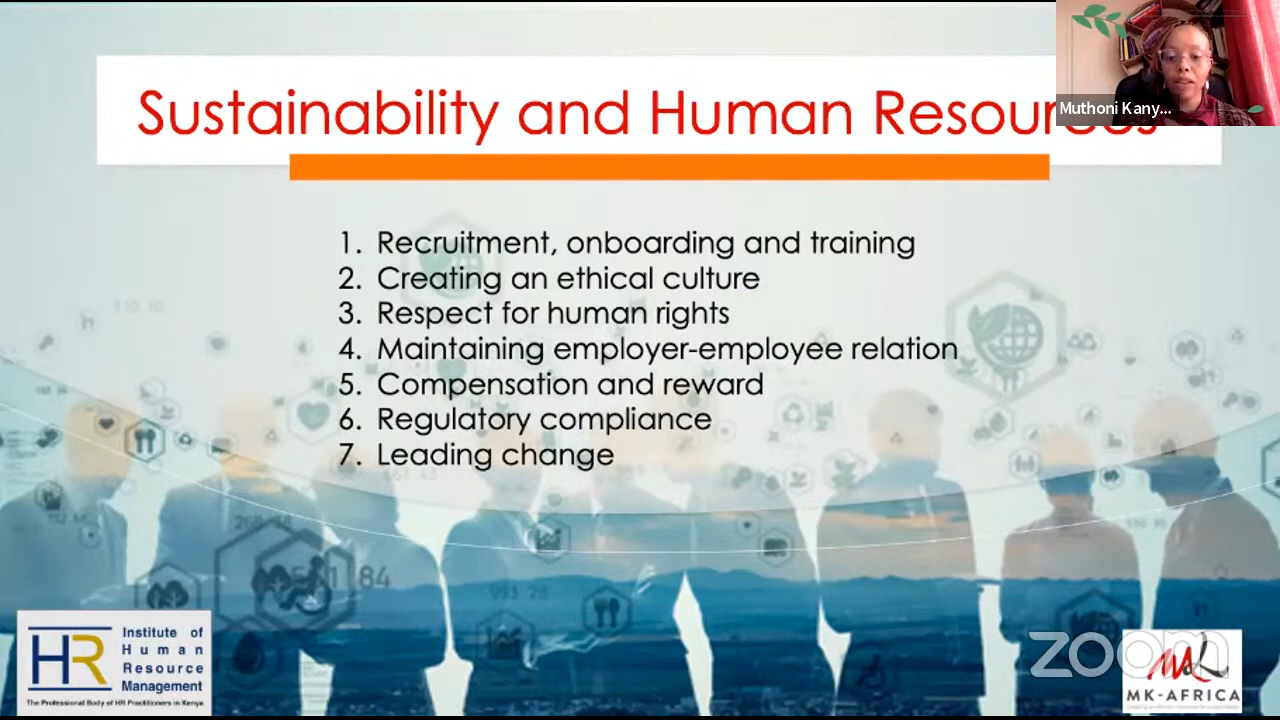 Sustainability and Human Resources
Muthoni Kany...
1. Recruitment, onboarding and training
2. Creating an ethical culture
3. Respect for human rights
4. Maintaining employer-employee relation
5. Compensation and reward
6. Regulatory compliance
7. Leading change
HR
Institute of
Human
Resource
Management
The Professional Body of HR Practitioners in Kenya
zoom
MK-AFRICA